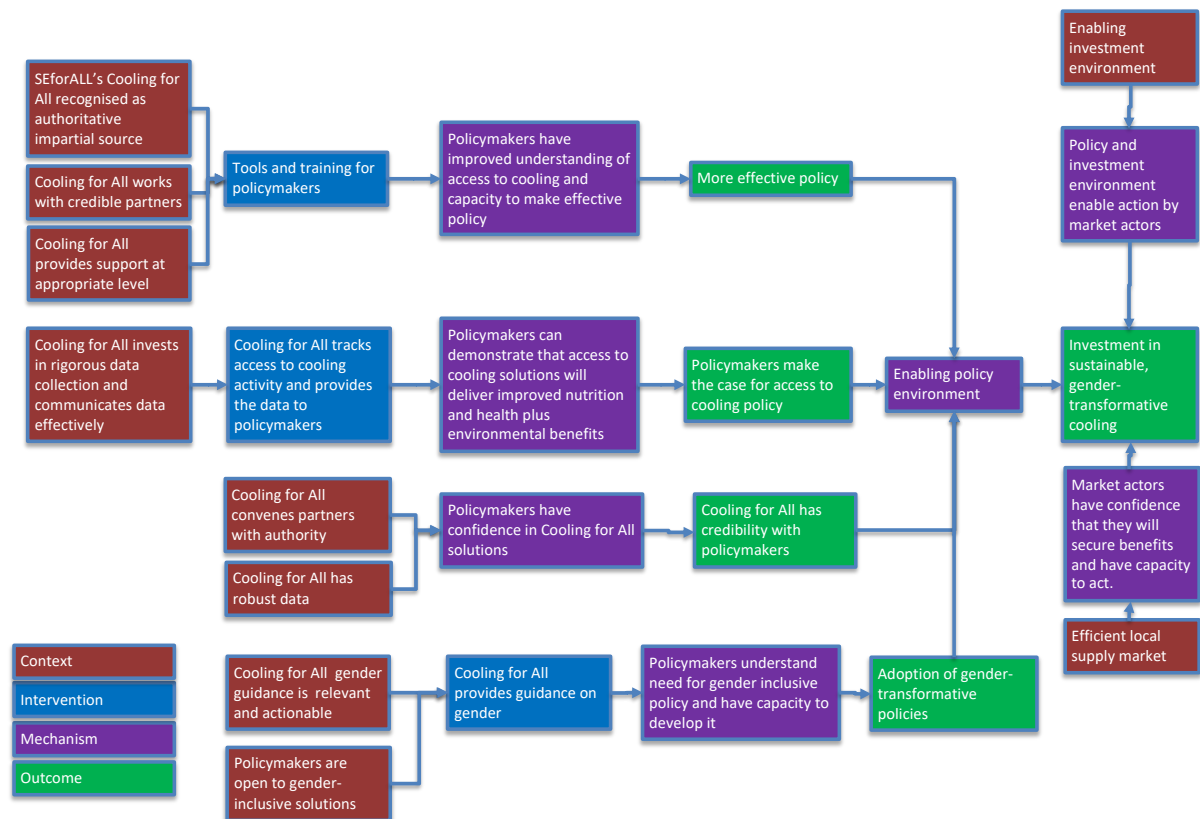 Enabling
investment
environment
SEforALL's Cooling for
All recognised as
authoritative
impartial source
Cooling for All works
with credible partners
Cooling for All
provides support at
appropriate level
Tools and training for
policymakers
Policymakers have
improved understanding of
access to cooling and
capacity to make effective
policy
More effective policy
Policy and
investment
environment
enable action by
market actors
Cooling for All invests
in rigorous data
collection and
communicates data
effectively
Cooling for All tracks
access to cooling
activity and provides
the data to
policymakers
Policymakers can
demonstrate that access to
cooling solutions will
deliver improved nutrition
and health plus
environmental benefits
Policymakers make
the case for access to
cooling policy
Enabling policy
environment
Investment in
sustainable,
gender-
transformative
cooling
Cooling for All
convenes partners
with authority
Cooling for All has
robust data
Policymakers have
confidence in Cooling for All
solutions
Cooling for All has
credibility with
policymakers
Market actors
have confidence
that they will
secure benefits
and have capacity
to act.
Efficient local
supply market
Cooling for All gender
guidance is relevant
and actionable
Policymakers are
open to gender-
inclusive solutions
Cooling for All
provides guidance on
gender
Policymakers understand
need for gender inclusive
policy and have capacity to
develop it
Adoption of gender-
transformative
policies
Context
Intervention
Mechanism
Outcome